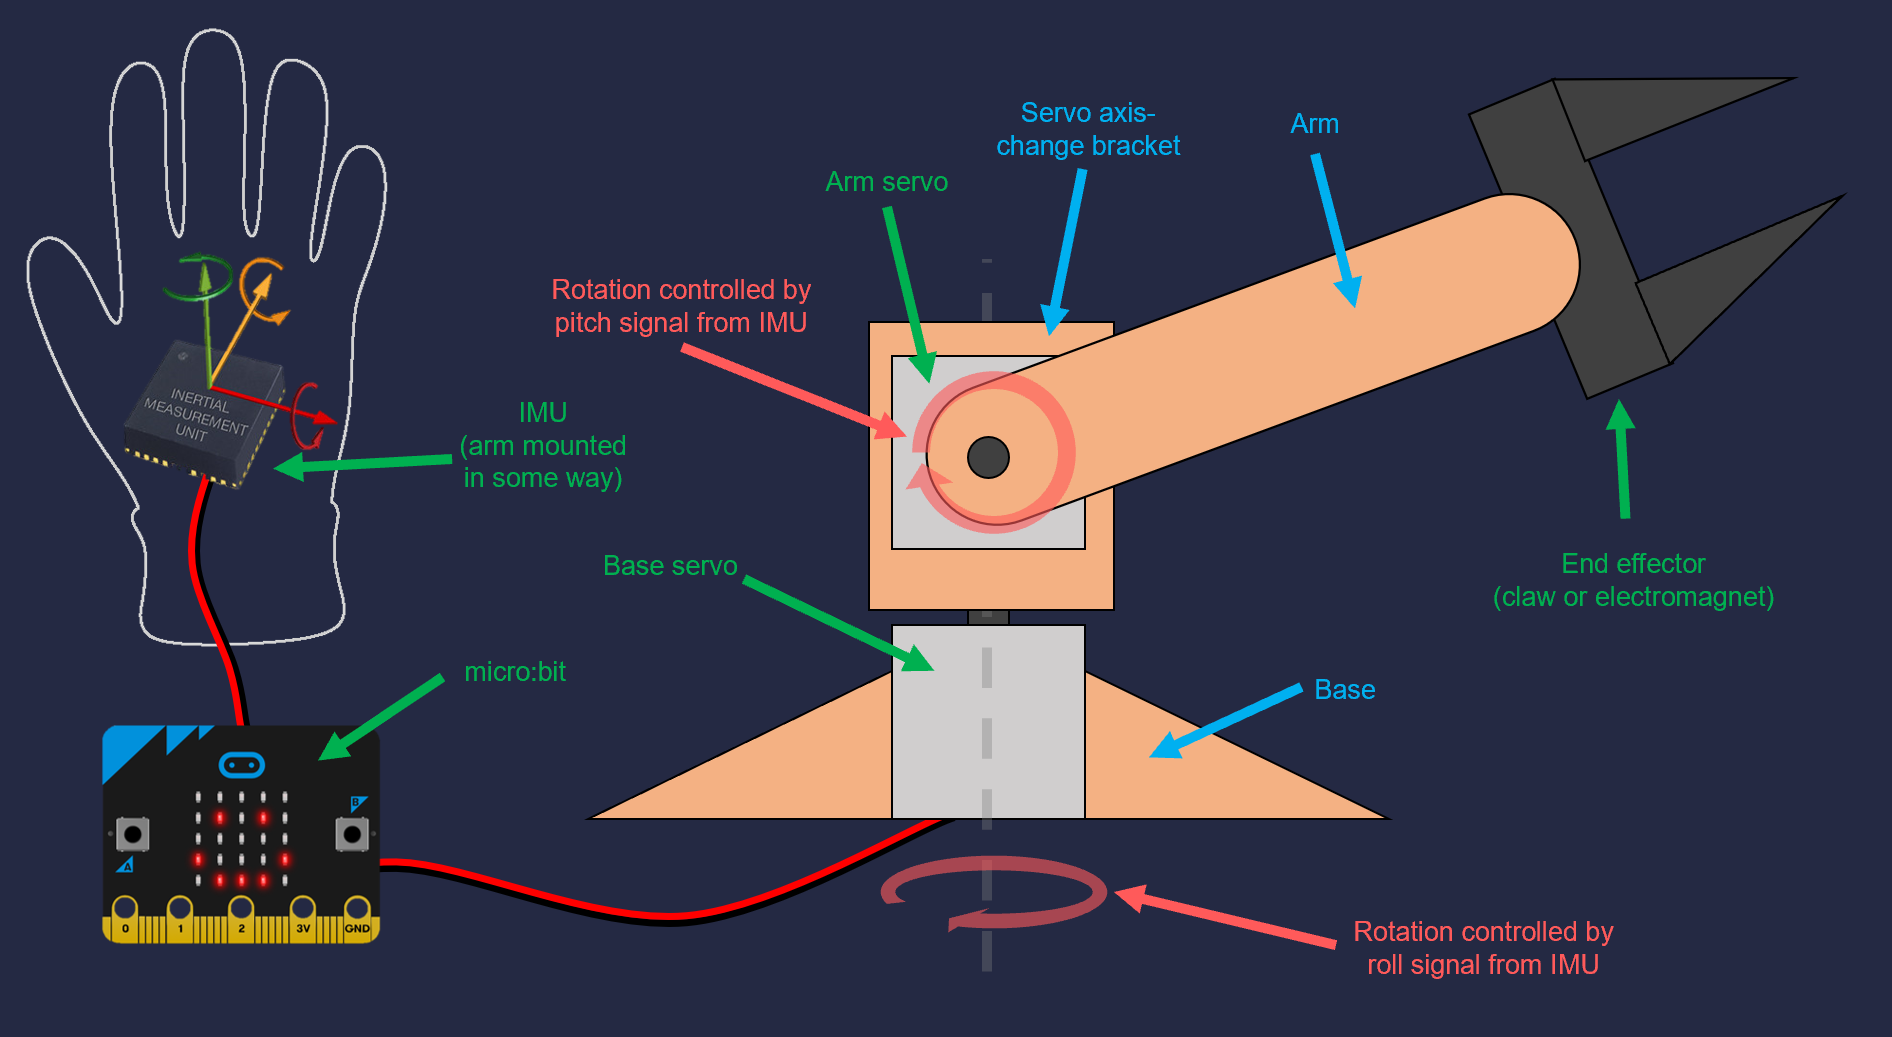 Servo axis-
change bracket
Arm
Arm servo
Rotation controlled by
pitch signal from IMU
INERTIAL
MEASUREMENT
UNIT
IMU
(arm mounted
in some way)
Base servo
End effector
(claw or electromagnet)
micro:bit
Base
B
A
0 1 2 3V GND
Rotation controlled by
roll signal from IMU